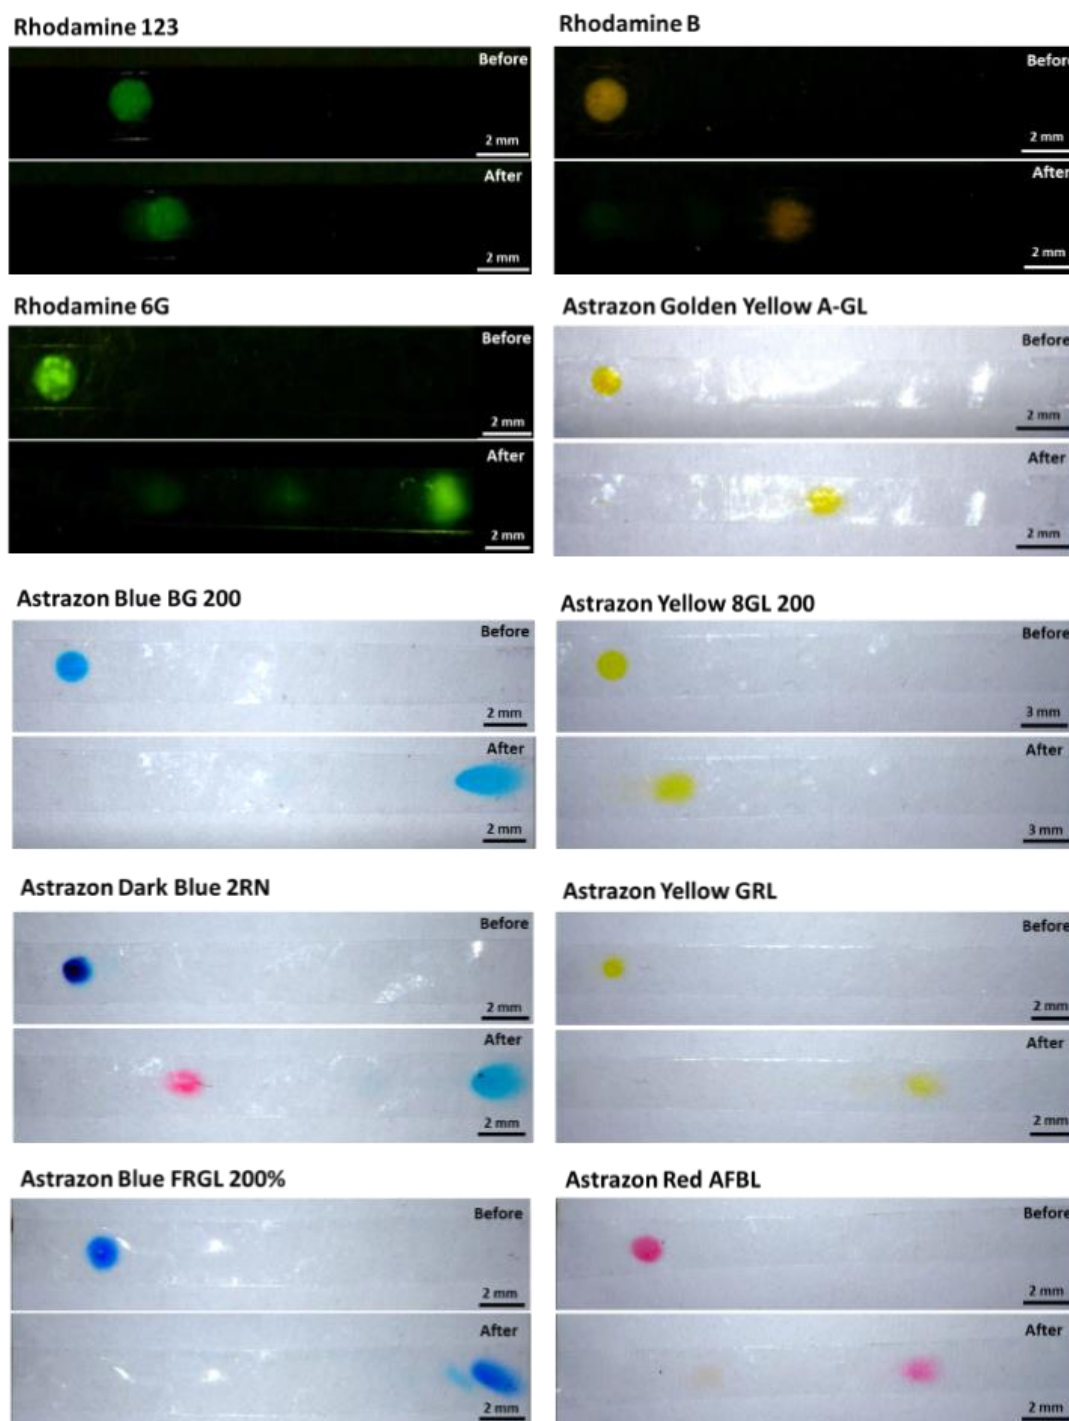 Rhodamine 123
Before
2 mm
After
2 mm
Rhodamine B
Before
2 mm
After
2 mm
Rhodamine 6G
Before
2 mm
After
2 mm
Astrazon Golden Yellow A-GL
Before
2 mm
After
2 mm
Astrazon Blue BG 200
Before
2 mm
After
2 mm
Astrazon Yellow 8GL 200
Before
3 mm
After
3 mm
Astrazon Dark Blue 2RN
Before
2 mm
After
2 mm
Astrazon Yellow GRL
Before
2 mm
After
2 mm
Astrazon Blue FRGL 200%
Before
2 mm
After
2 mm
Astrazon Red AFBL
Before
2 mm
After
2 mm